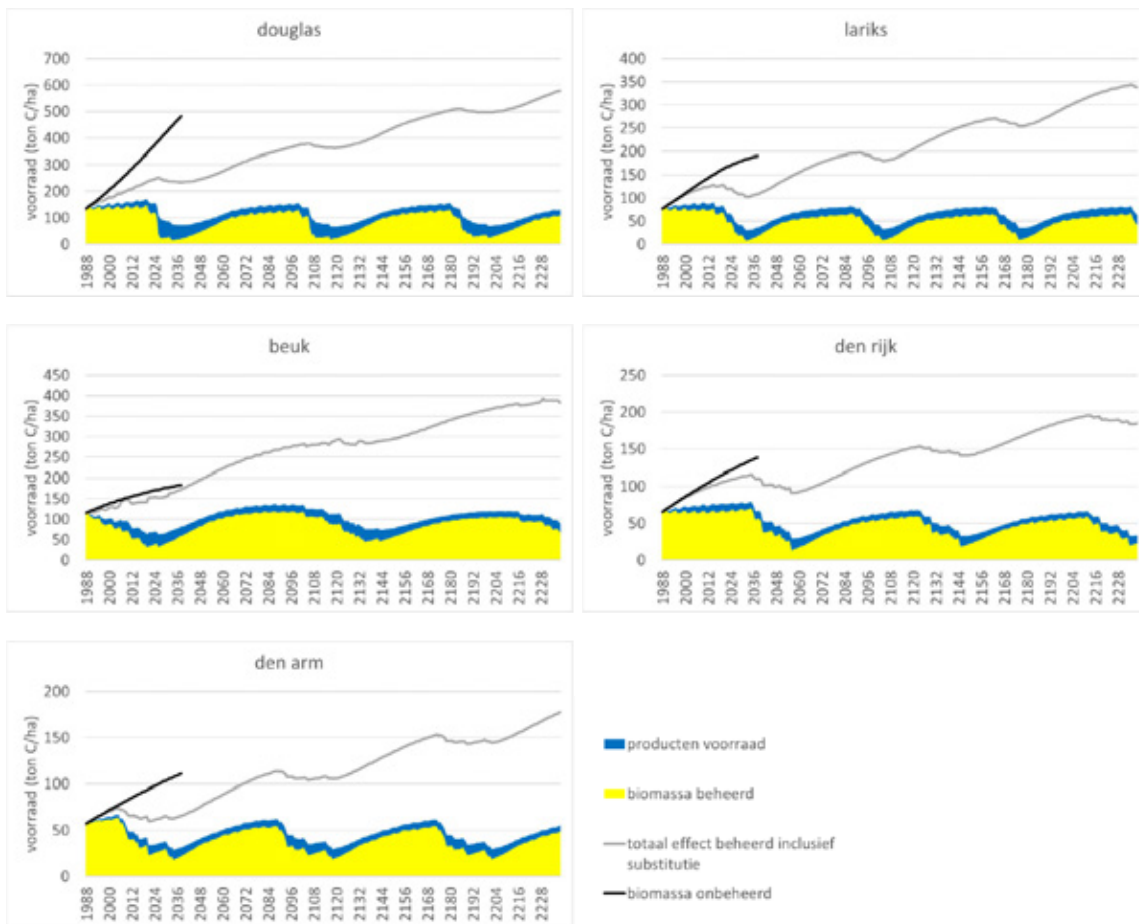 douglas
voorraad (ton C/ha)
700
600
500
400
300
200
100
0
1988 2000 2012 2024 2036 2048 2060 2072 2084 2096 2108 2120 2132 2144 2156 2168 2180 2192 2204 2216 2228
lariks
voorraad (ton C/ha)
400
350
300
250
200
150
100
50
0
1988 2000 2012 2024 2036 2048 2060 2072 2084 2096 2108 2120 2132 2144 2156 2168 2180 2192 2204 2216 2228
beuk
voorraad (ton C/ha)
450
400
350
300
250
200
150
100
50
0
1988 2000 2012 2024 2036 2048 2060 2072 2084 2096 2108 2120 2132 2144 2156 2168 2180 2192 2204 2216 2228
den rijk
voorraad (ton C/ha)
250
200
150
100
50
0
1988 2000 2012 2024 2036 2048 2060 2072 2084 2096 2108 2120 2132 2144 2156 2168 2180 2192 2204 2216 2228
den arm
voorraad (ton C/ha)
200
150
100
50
0
1988 2000 2012 2024 2036 2048 2060 2072 2084 2096 2108 2120 2132 2144 2156 2168 2180 2192 2204 2216 2228
producten voorraad
biomassa beheerd
totaal effect beheerd inclusief
substitutie
biomassa onbeheerd